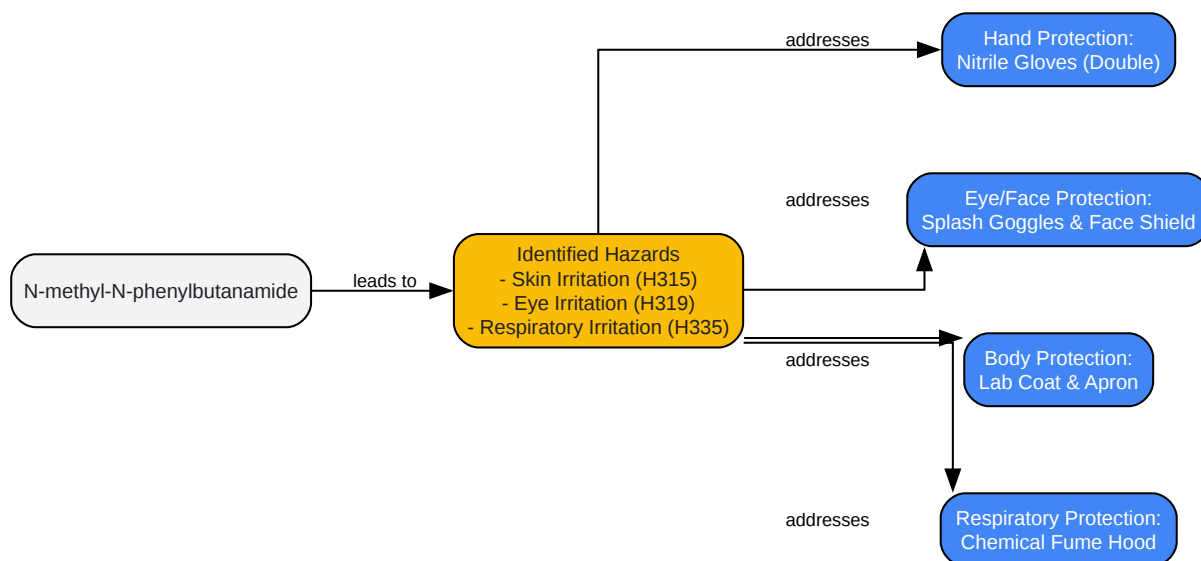 N-methyl-N-phenylbutanamide
leads to
Identified Hazards
- Skin Irritation (H315)
- Eye Irritation (H319)
- Respiratory Irritation (H335)
addresses
Hand Protection:
Nitrile Gloves (Double)
addresses
Eye/Face Protection:
Splash Goggles & Face Shield
addresses
Body Protection:
Lab Coat & Apron
addresses
Respiratory Protection:
Chemical Fume Hood